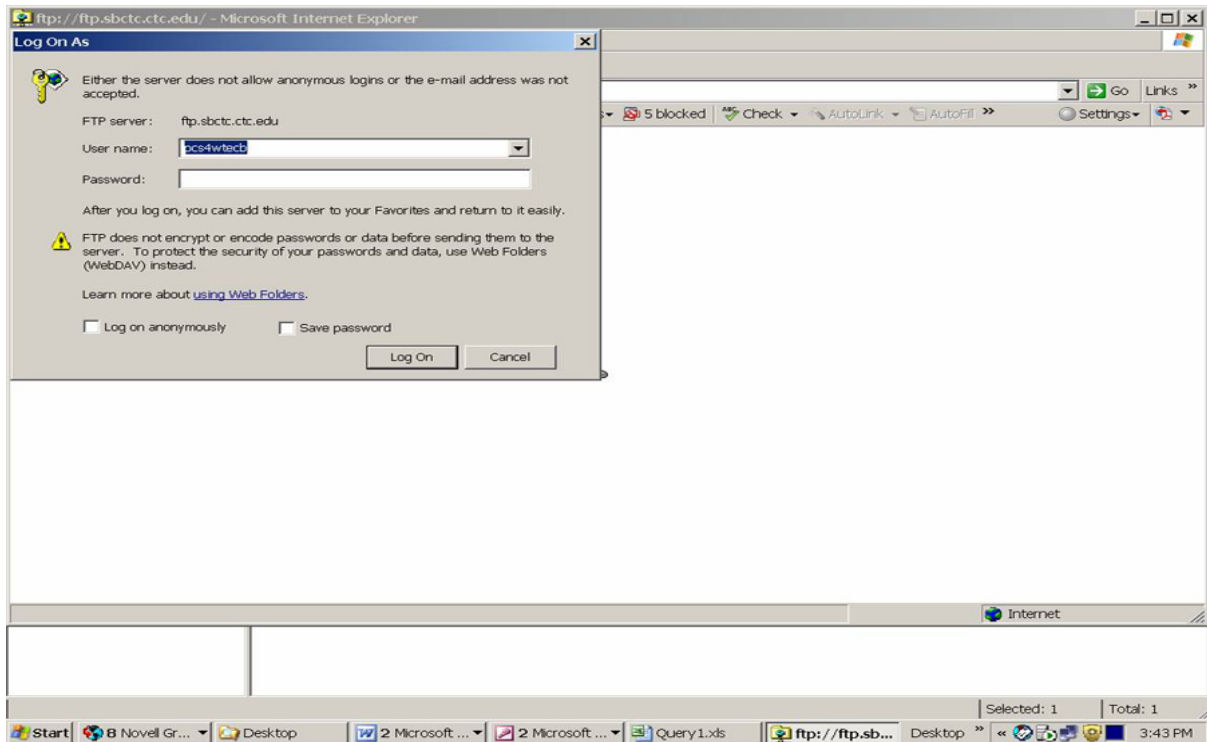 ftp://ftp.sbctc.ctc.edu/ - Microsoft Internet Explorer
Log On As
Either the server does not allow anonymous logins or the e-mail address was not
accepted.
FTP server: ftp.sbctc.ctc.edu
User name: pcs4wtecb
Password:
After you log on, you can add this server to your Favorites and return to it easily.
FTP does not encrypt or encode passwords or data before sending them to the
server. To protect the security of your passwords and data, use Web Folders
(WebDAV) instead.
Learn more about using Web Folders.
Log on anonymously Save password
Log On Cancel
Go Links »
5 blocked ABC Check AutoLink AutoFill » Settings
Internet
Selected: 1 Total: 1
Start 8 Novell Gr... Desktop 2 Microsoft ... 2 Microsoft ... Query1.xls ftp://ftp.sb... Desktop » « 3:43 PM